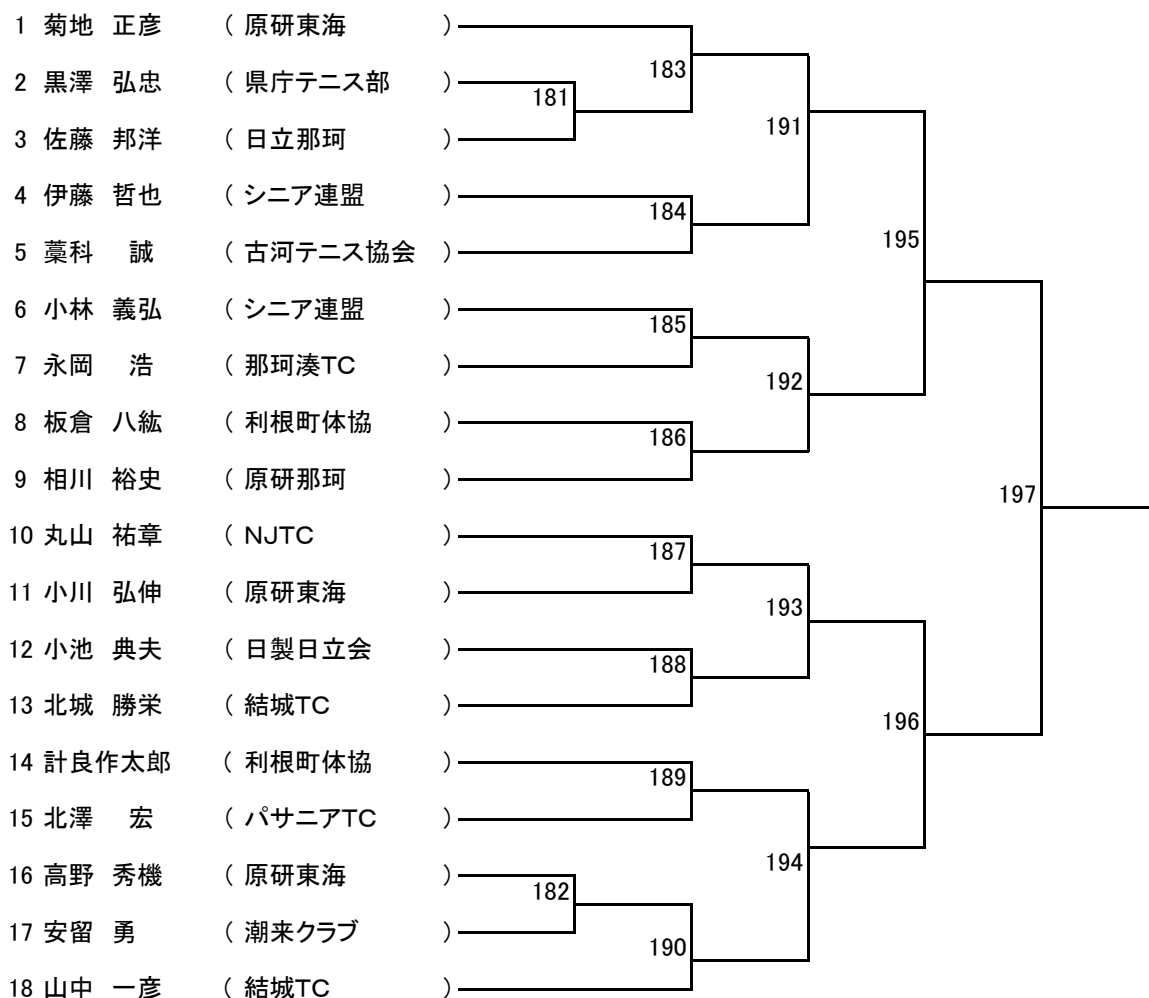 1 菊地 正彦 ( 原研東海 )
183
2 黒澤 弘忠 ( 県庁テニス部 )
181
191
3 佐藤 邦洋 ( 日立那珂 )
4 伊藤 哲也 ( シニア連盟 )
184
195
5 藁科 誠 ( 古河テニス協会 )
6 小林 義弘 ( シニア連盟 )
185
7 永岡 浩 ( 那珂湊TC )
192
8 板倉 八紘 ( 利根町体協 )
186
9 相川 裕史 ( 原研那珂 )
197
10 丸山 祐章 ( NJTC )
187
11 小川 弘伸 ( 原研東海 )
193
12 小池 典夫 ( 日製日立会 )
188
13 北城 勝栄 ( 結城TC )
196
14 計良作太郎 ( 利根町体協 )
189
15 北澤 宏 ( パサニアTC )
194
16 高野 秀機 ( 原研東海 )
182
17 安留 勇 ( 潮来クラブ )
190
18 山中 一彦 ( 結城TC )